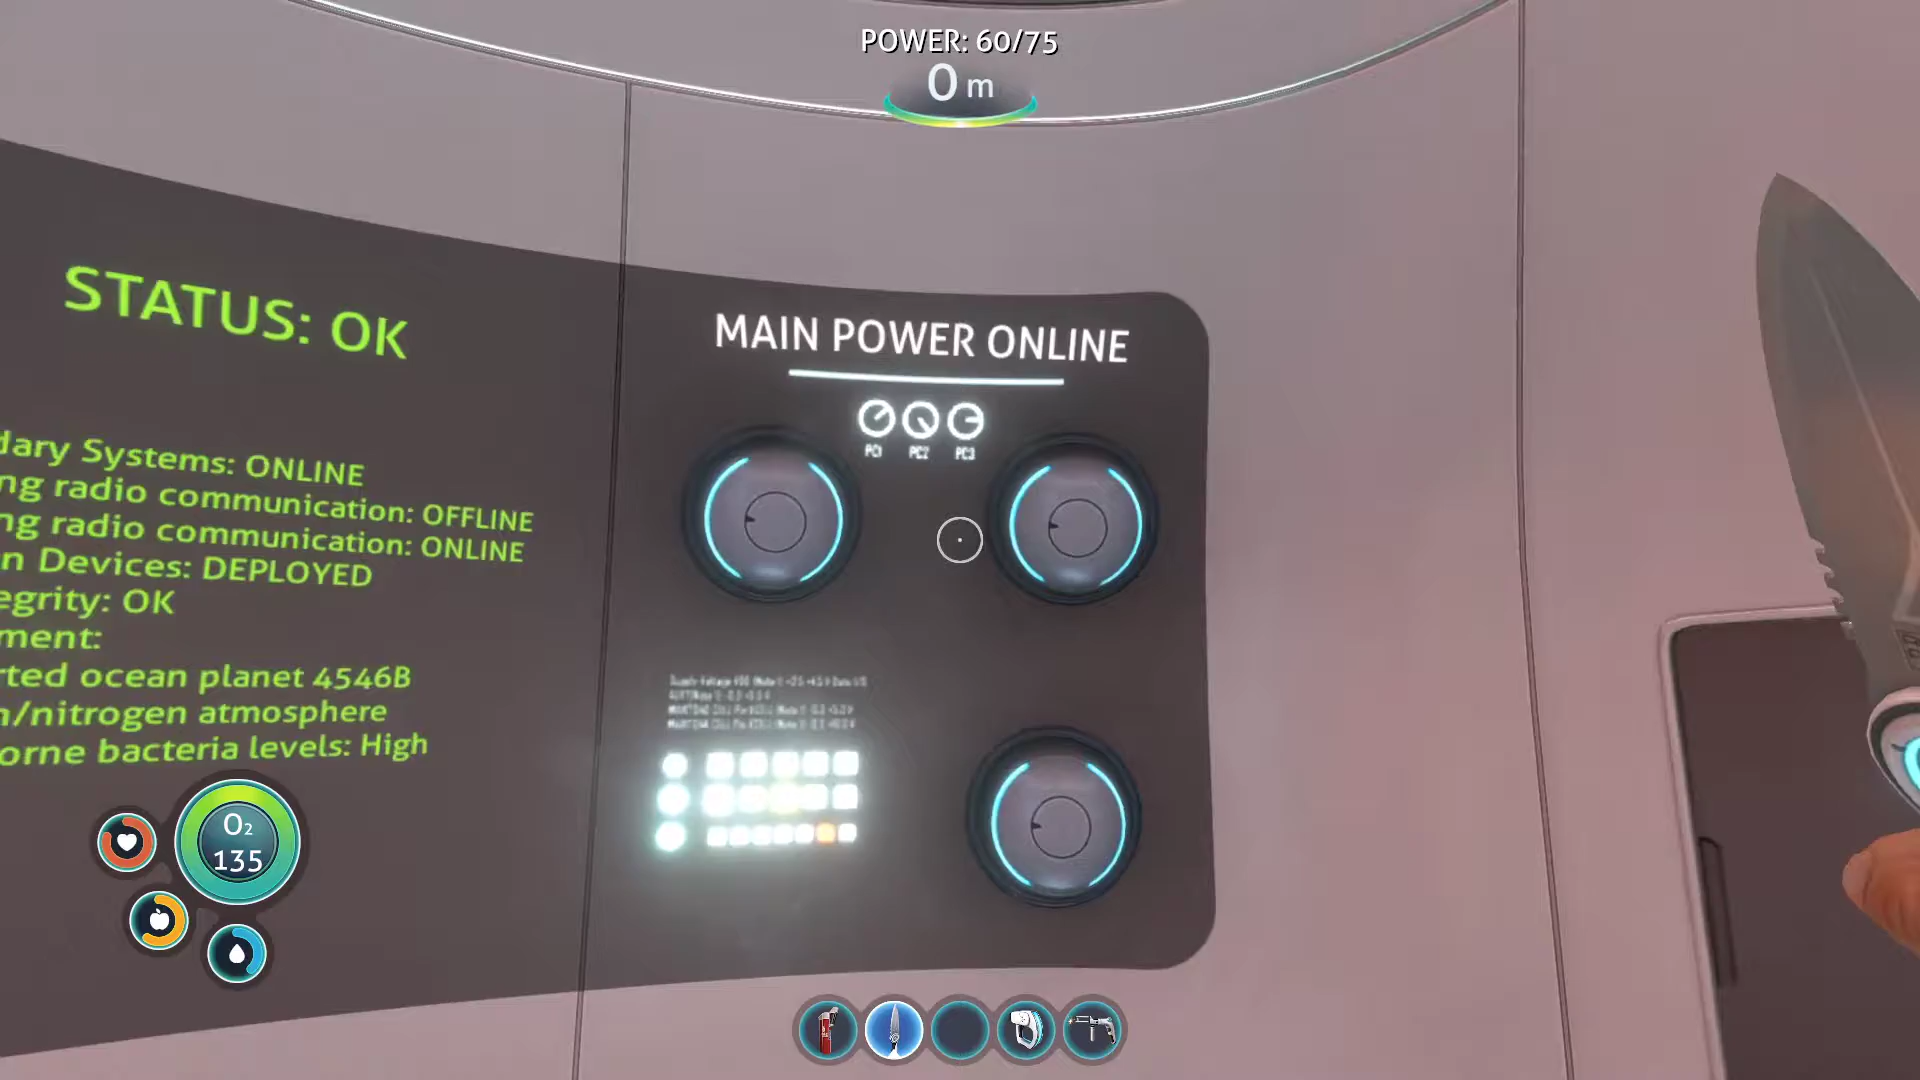 POWER: 60/75
0 m
STATUS: OK
dary Systems: ONLINE
ng radio communication: OFFLINE
ng radio communication: ONLINE
n Devices: DEPLOYED
egrity: OK
ment:
rted ocean planet 4546B
n/nitrogen atmosphere
orne bacteria levels: High
MAIN POWER ONLINE
PC1 PC2 PC3
O₂
135